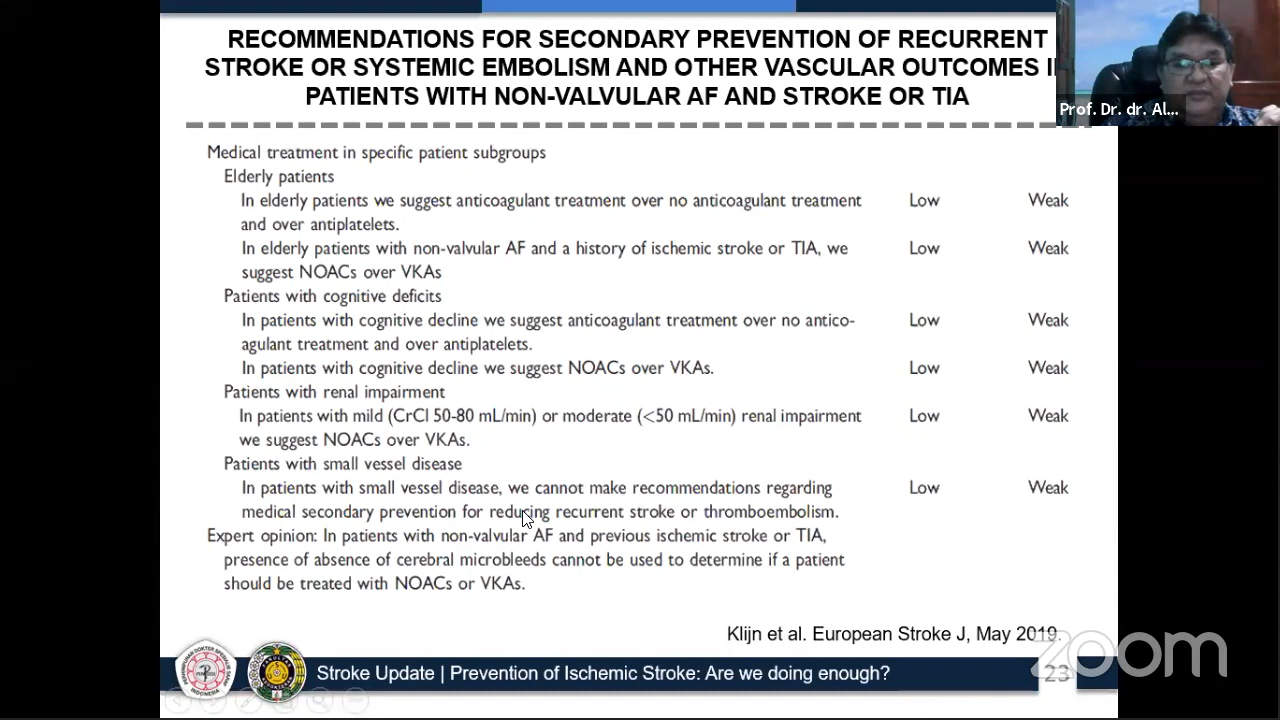 RECOMMENDATIONS FOR SECONDARY PREVENTION OF RECURRENT
STROKE OR SYSTEMIC EMBOLISM AND OTHER VASCULAR OUTCOMES
PATIENTS WITH NON-VALVULAR AF AND STROKE OR TIA
Prof. Dr. dr. Al...
Medical treatment in specific patient subgroups
Elderly patients
In elderly patients we suggest anticoagulant treatment over no anticoagulant treatment Low Weak
and over antiplatelets.
In elderly patients with non-valvular AF and a history of ischemic stroke or TIA, we Low Weak
suggest NOACs over VKAs
Patients with cognitive deficits
In patients with cognitive decline we suggest anticoagulant treatment over no antico- Low Weak
agulant treatment and over antiplatelets.
In patients with cognitive decline we suggest NOACs over VKAs. Low Weak
Patients with renal impairment
In patients with mild (CrCl 50-80 mL/min) or moderate (<50 mL/min) renal impairment Low Weak
we suggest NOACs over VKAs.
Patients with small vessel disease
In patients with small vessel disease, we cannot make recommendations regarding Low Weak
medical secondary prevention for reducing recurrent stroke or thromboembolism.
Expert opinion: In patients with non-valvular AF and previous ischemic stroke or TIA,
presence of absence of cerebral microbleeds cannot be used to determine if a patient
should be treated with NOACs or VKAs.
Klijn et al. European Stroke J, May 2019.
Stroke Update | Prevention of Ischemic Stroke: Are we doing enough?
23
zoom